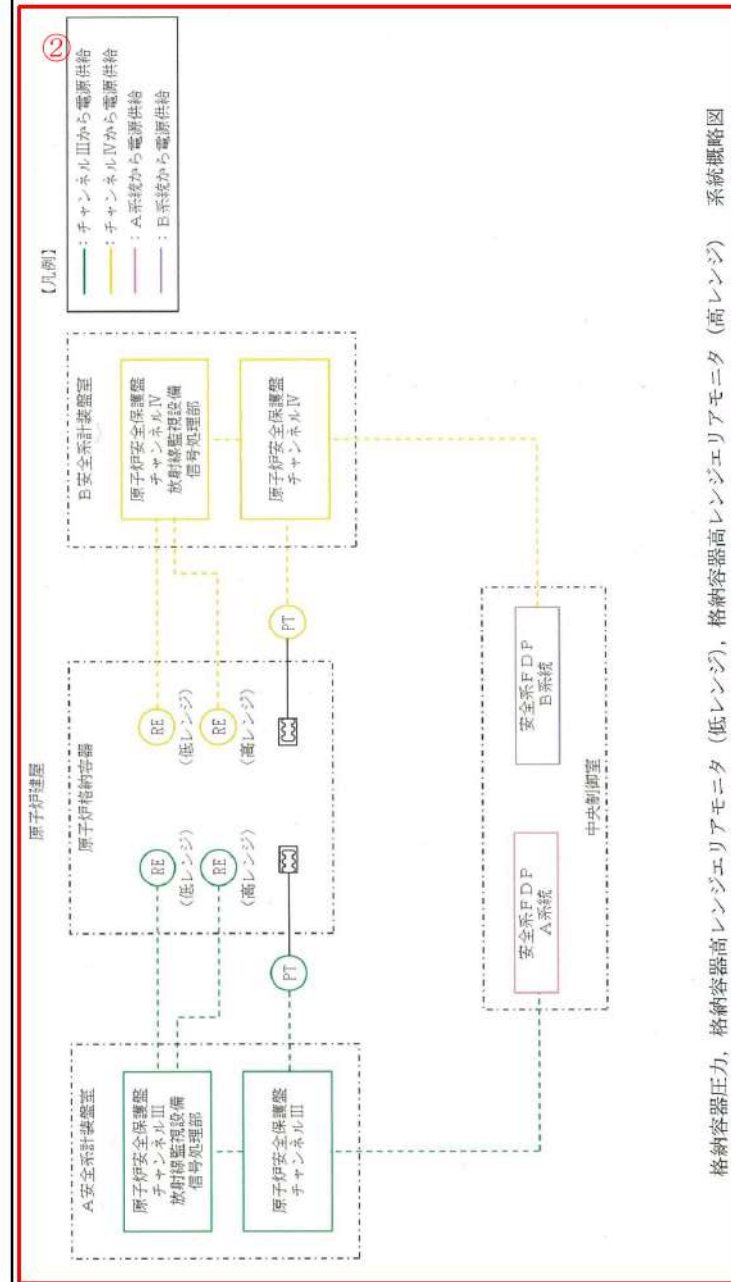 ②
【凡例】
：チャンネルⅢから電源供給
：チャンネルⅣから電源供給
：A系統から電源供給
：B系統から電源供給
原子炉建屋
A安全系計装盤室
原子炉安全保護盤
チャンネルⅢ
放射線監視設備
信号処理部
原子炉安全保護盤
チャンネルⅢ
PT
原子炉格納容器
RE
(低レンジ)
RE
(高レンジ)
RE
(低レンジ)
RE
(高レンジ)
PT
B安全系計装盤室
原子炉安全保護盤
チャンネルⅣ
放射線監視設備
信号処理部
原子炉安全保護盤
チャンネルⅣ
安全系FDP
A系統
安全系FDP
B系統
中央制御室
格納容器圧力，格納容器高レンジエリアモニタ（低レンジ），格納容器高レンジエリアモニタ（高レンジ）　系統概略図